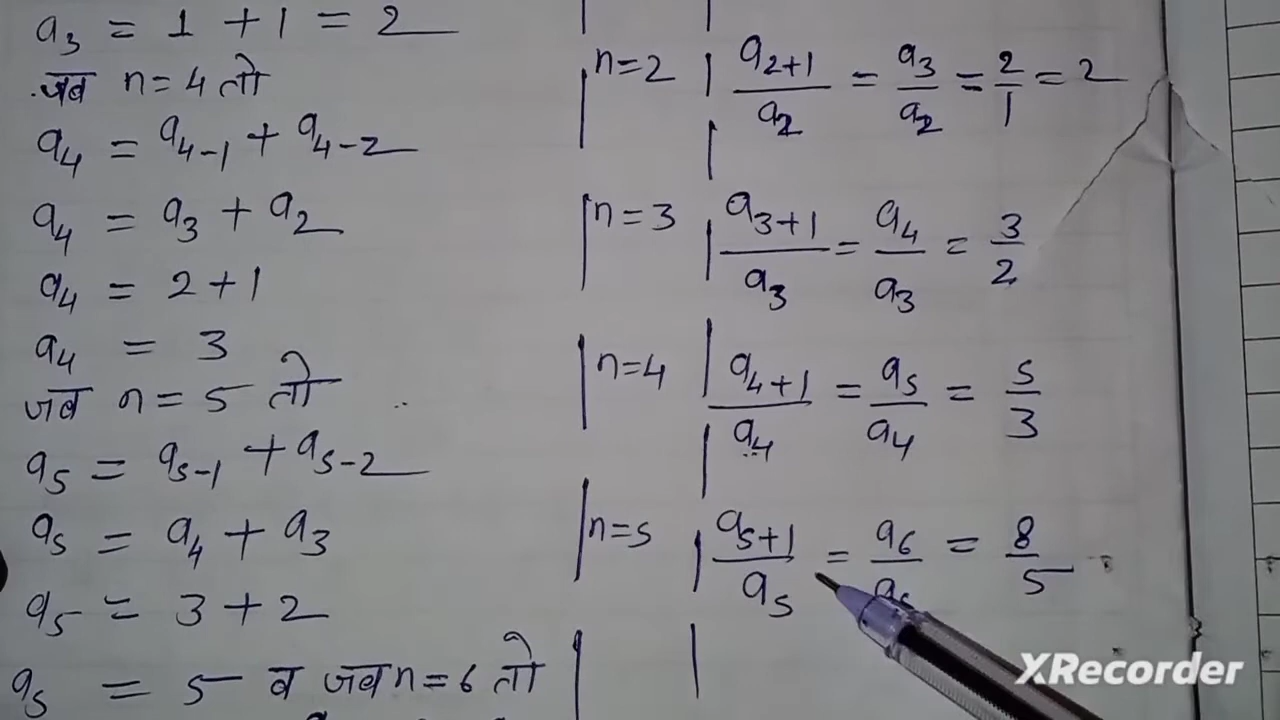 a₃ = 1 + 1 = 2
जब n = 4 तो
a₄ = a₄₋₁ + a₄₋₂
a₄ = a₃ + a₂
a₄ = 2 + 1
a₄ = 3
जब n = 5 तो
a₅ = a₅₋₁ + a₅₋₂
a₅ = a₄ + a₃
a₅ = 3 + 2
a₅ = 5 व जब n = 6 तो
n=2 | a₂₊₁/a₂ = a₃/a₂ = 2/1 = 2
n=3 | a₃₊₁/a₃ = a₄/a₃ = 3/2
n=4 | a₄₊₁/a₄ = a₅/a₄ = 5/3
n=5 | a₅₊₁/a₅ = a₆/a₅ = 8/5
XRecorder